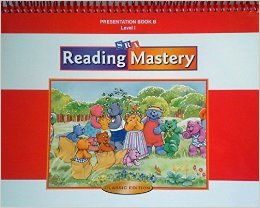 PRESENTATION BOOK B
Level I
SRA
Reading Mastery
CLASSIC EDITION